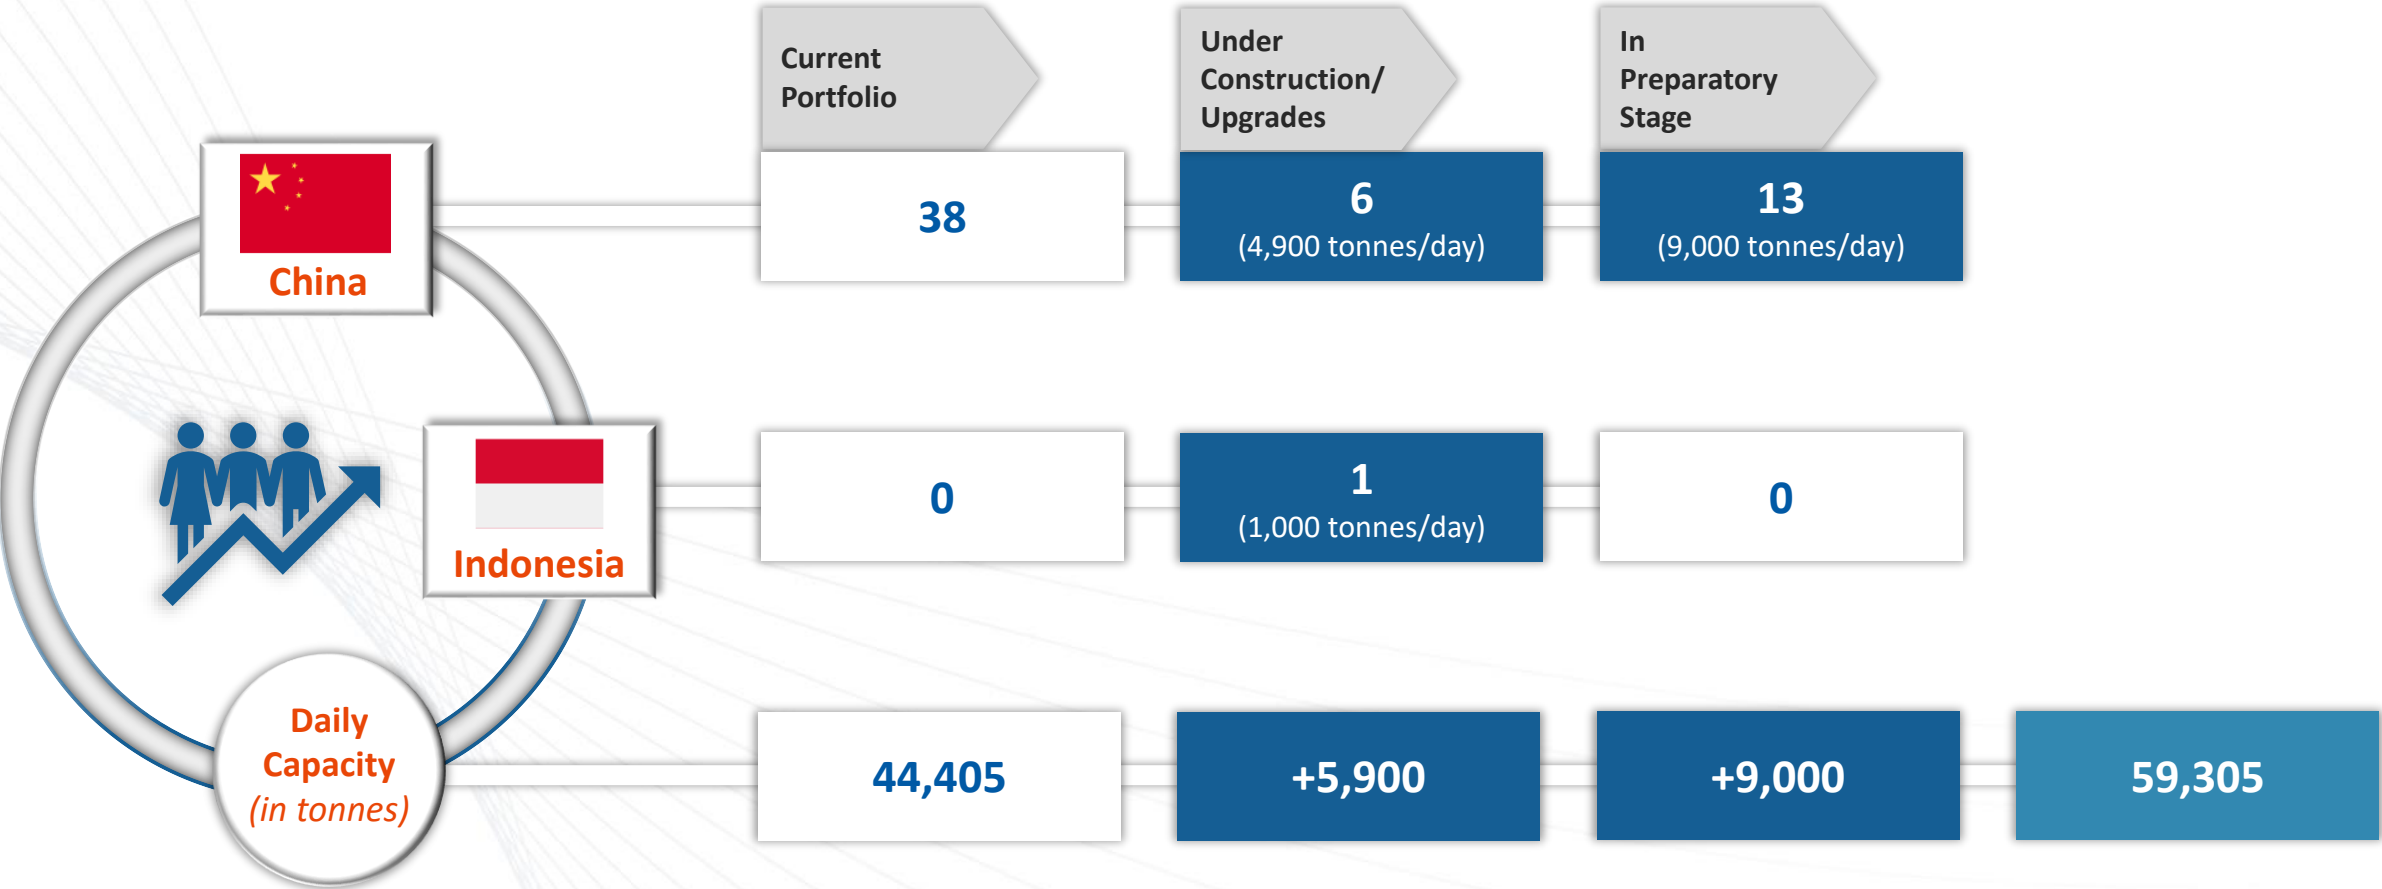 Current
Portfolio
Under
Construction/
Upgrades
In
Preparatory
Stage
China
38
6
(4,900 tonnes/day)
13
(9,000 tonnes/day)
Indonesia
0
1
(1,000 tonnes/day)
0
Daily
Capacity
(in tonnes)
44,405
+5,900
+9,000
59,305